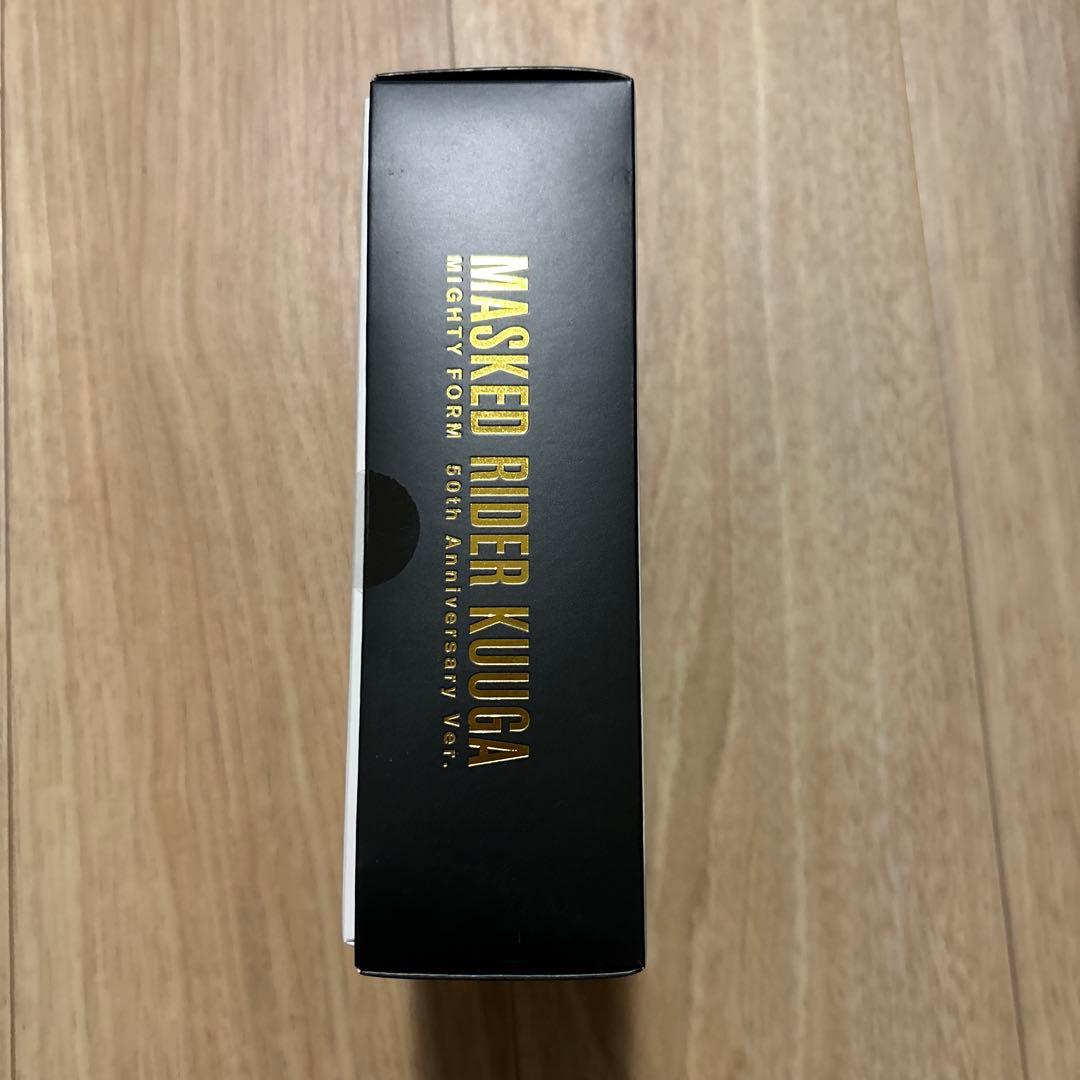 MASKED RIDER KUUGA
MIGHTY FORM 50th Anniversary Ver.